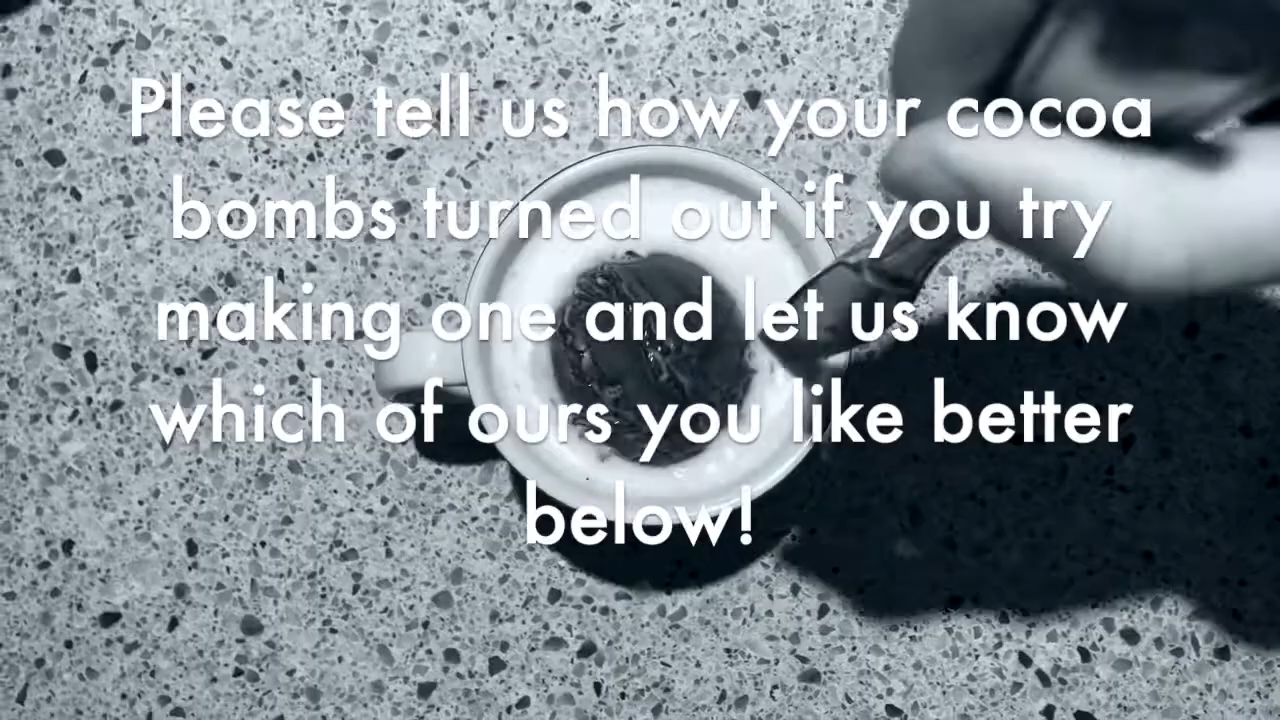 Please tell us how your cocoa
bombs turned out if you try
making one and let us know
which of ours you like better
below!